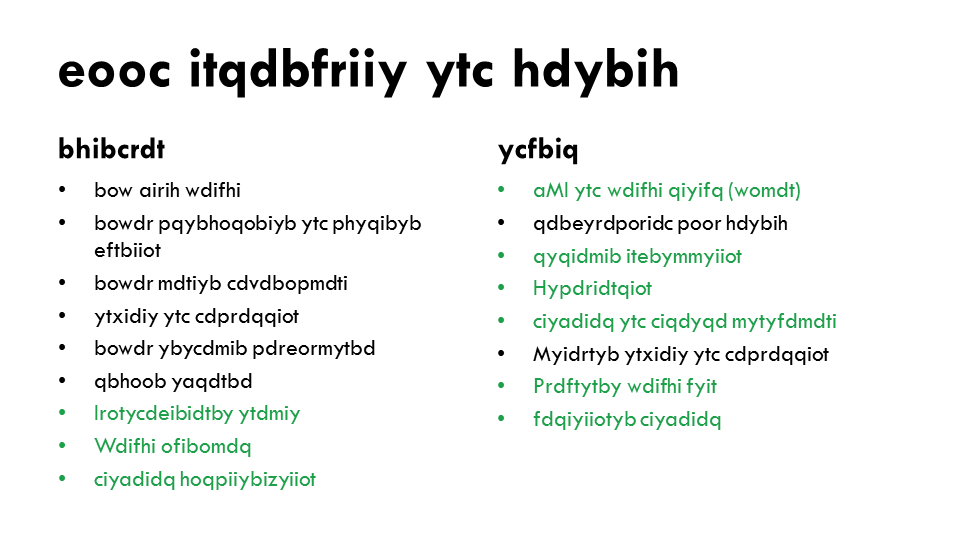 eooc itqdbfriiy ytc hdybih
bhibcrdt
• bow airih wdifhi
• bowdr pqybhoqobiyb ytc phyqibyb
eftbiiot
• bowdr mdtiyb cdvdbopmdti
• ytxidiy ytc cdprdqqiot
• bowdr ybycdmib pdreormytbd
• qbhoob yaqdtbd
• Irotycdeibidtby ytdmiy
• Wdifhi ofibomdq
• ciyadidq hoqpiiybizyiiot
ycfbiq
• aMI ytc wdifhi qiyifq (womdt)
• qdbeyrdporidc poor hdybih
• qyqidmib itebymmyiiot
• Hypdridtqiot
• ciyadidq ytc ciqdyqd mytyfdmdti
• Myidrtyb ytxidiy ytc cdprdqqiot
• Prdftytby wdifhi fyit
• fdqiyiiotyb ciyadidq